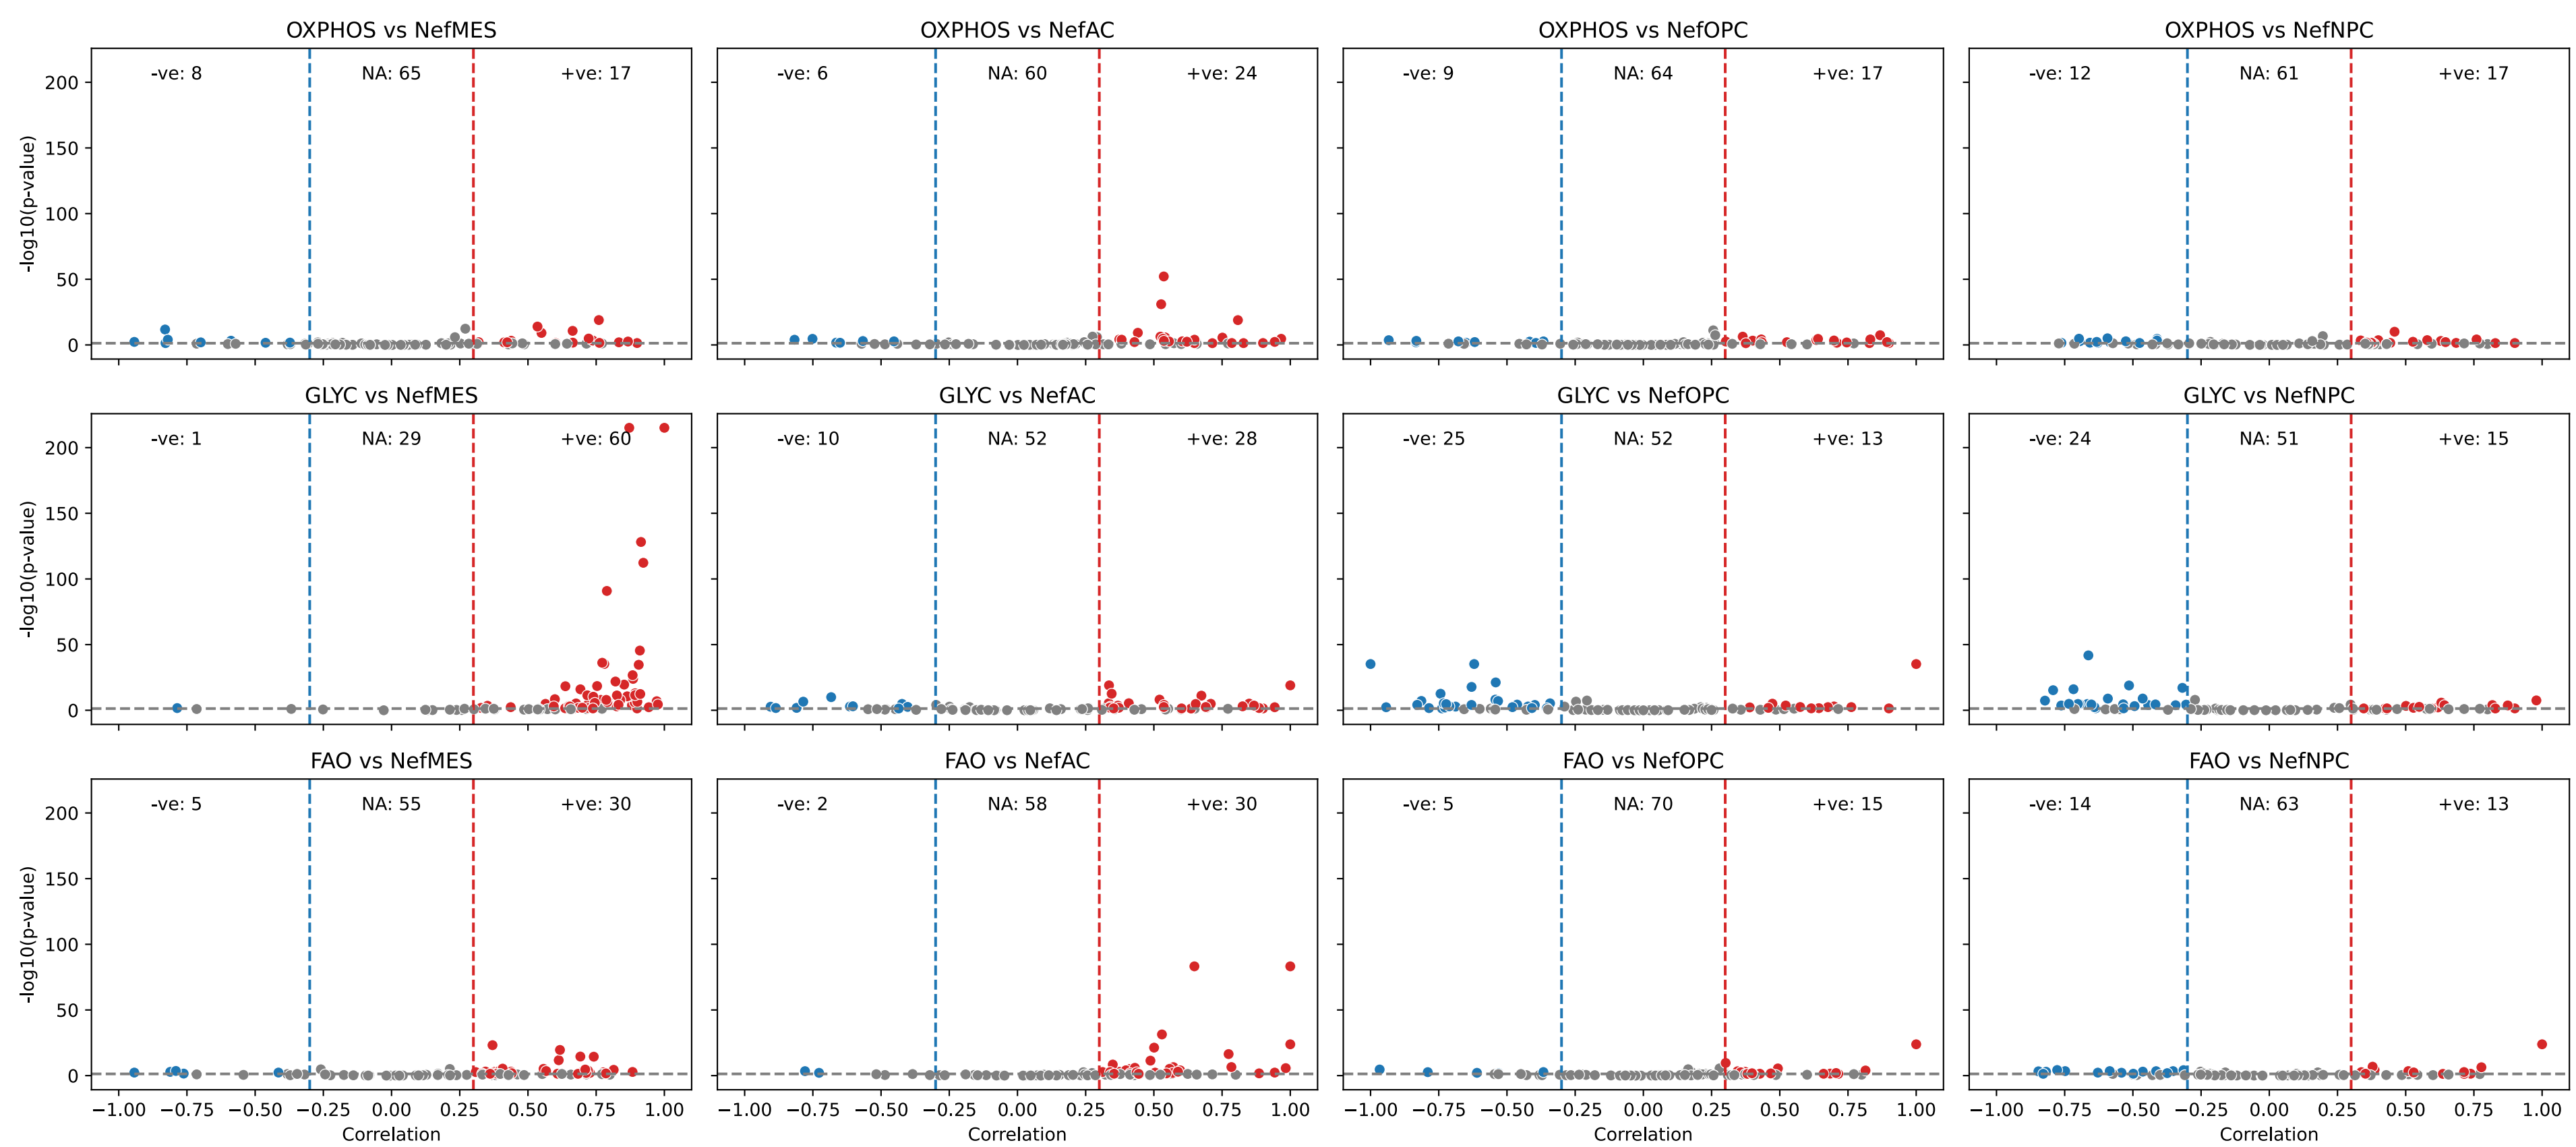 OXPHOS vs NefMES
OXPHOS vs NefAC
OXPHOS vs NefOPC
OXPHOS vs NefNPC
-ve: 8
NA: 65
+ve: 17
-ve: 6
NA: 60
+ve: 24
-ve: 9
NA: 64
+ve: 17
-ve: 12
NA: 61
+ve: 17
200
150
100
50
0
-log10(p-value)
GLYC vs NefMES
GLYC vs NefAC
GLYC vs NefOPC
GLYC vs NefNPC
-ve: 1
NA: 29
+ve: 60
-ve: 10
NA: 52
+ve: 28
-ve: 25
NA: 52
+ve: 13
-ve: 24
NA: 51
+ve: 15
200
150
100
50
0
-log10(p-value)
FAO vs NefMES
FAO vs NefAC
FAO vs NefOPC
FAO vs NefNPC
-ve: 5
NA: 55
+ve: 30
-ve: 2
NA: 58
+ve: 30
-ve: 5
NA: 70
+ve: 15
-ve: 14
NA: 63
+ve: 13
200
150
100
50
0
-log10(p-value)
−1.00 −0.75 −0.50 −0.25 0.00 0.25 0.50 0.75 1.00
−1.00 −0.75 −0.50 −0.25 0.00 0.25 0.50 0.75 1.00
−1.00 −0.75 −0.50 −0.25 0.00 0.25 0.50 0.75 1.00
−1.00 −0.75 −0.50 −0.25 0.00 0.25 0.50 0.75 1.00
Correlation
Correlation
Correlation
Correlation